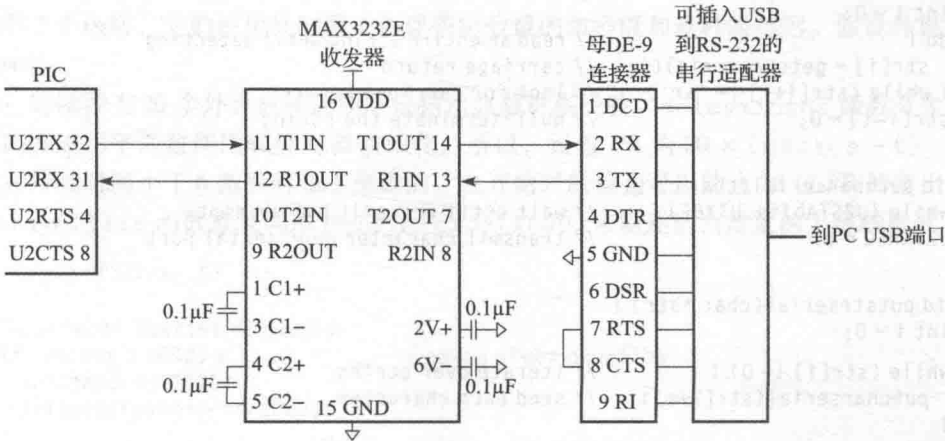 MAX3232E
收发器
PIC
U2TX 32
U2RX 31
U2RTS 4
U2CTS 8
16 VDD
11 T1IN T1OUT 14
12 R1OUT R1IN 13
10 T2IN T2OUT 7
9 R2OUT R2IN 8
1 C1+
3 C1−
4 C2+
5 C2−
2V+
6V−
15 GND
0.1μF
0.1μF
0.1μF
0.1μF
母DE-9
连接器
1 DCD
2 RX
3 TX
4 DTR
5 GND
6 DSR
7 RTS
8 CTS
9 RI
可插入USB
到RS-232的
串行适配器
到PC USB端口